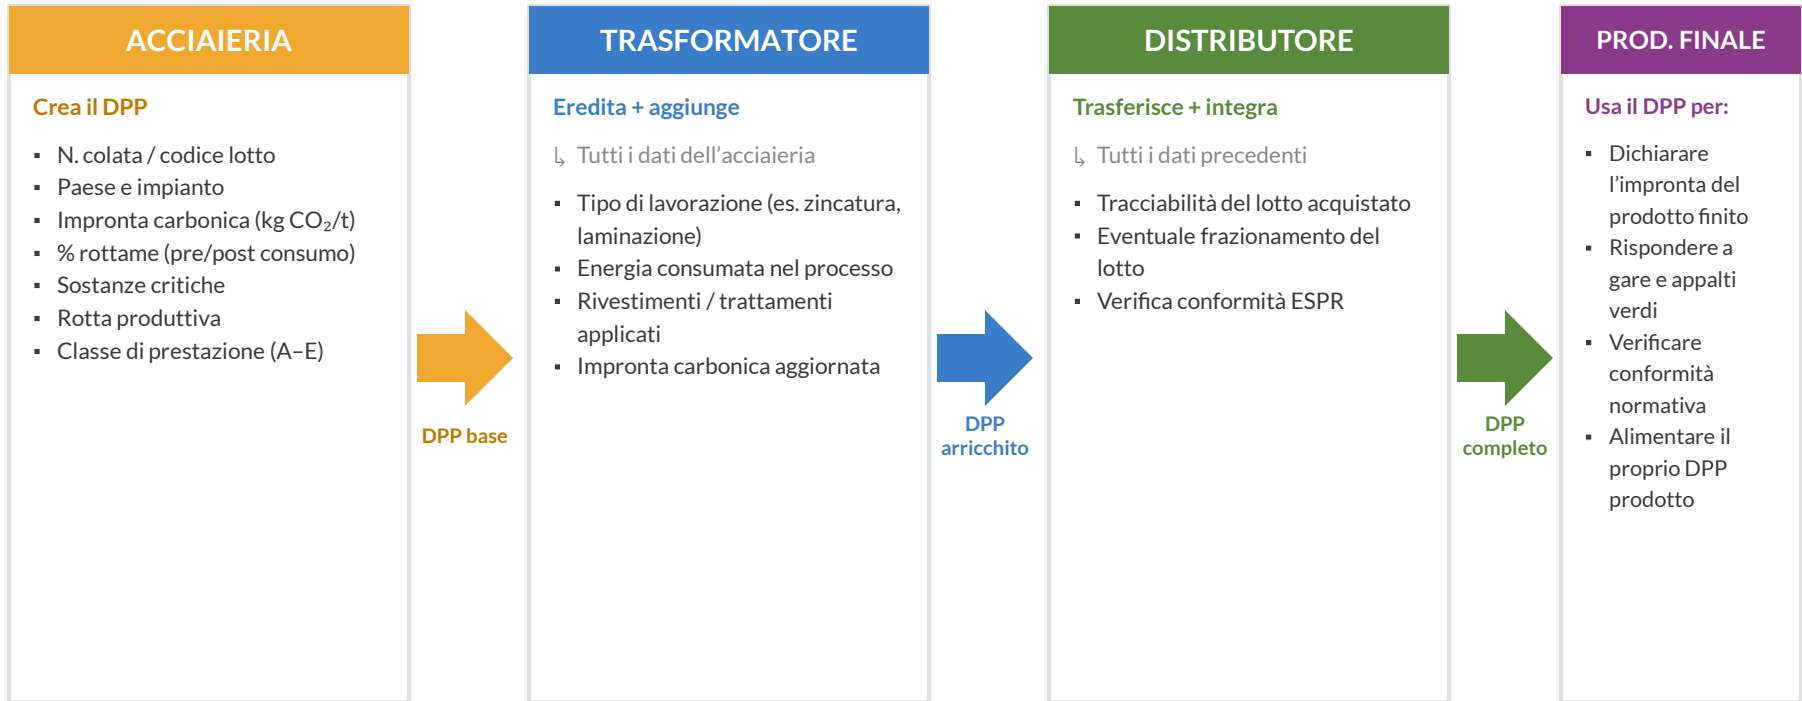 ACCIAIERIA
Crea il DPP
▪ N. colata / codice lotto
▪ Paese e impianto
▪ Impronta carbonica (kg CO₂/t)
▪ % rottame (pre/post consumo)
▪ Sostanze critiche
▪ Rotta produttiva
▪ Classe di prestazione (A–E)
DPP base
TRASFORMATORE
Eredita + aggiunge
↳ Tutti i dati dell’acciaieria
▪ Tipo di lavorazione (es. zincatura,
laminazione)
▪ Energia consumata nel processo
▪ Rivestimenti / trattamenti
applicati
▪ Impronta carbonica aggiornata
DPP
arricchito
DISTRIBUTORE
Trasferisce + integra
↳ Tutti i dati precedenti
▪ Tracciabilità del lotto acquistato
▪ Eventuale frazionamento del
lotto
▪ Verifica conformità ESPR
DPP
completo
PROD. FINALE
Usa il DPP per:
▪ Dichiarare
l’impronta del
prodotto finito
▪ Rispondere a
gare e appalti
verdi
▪ Verificare
conformità
normativa
▪ Alimentare il
proprio DPP
prodotto